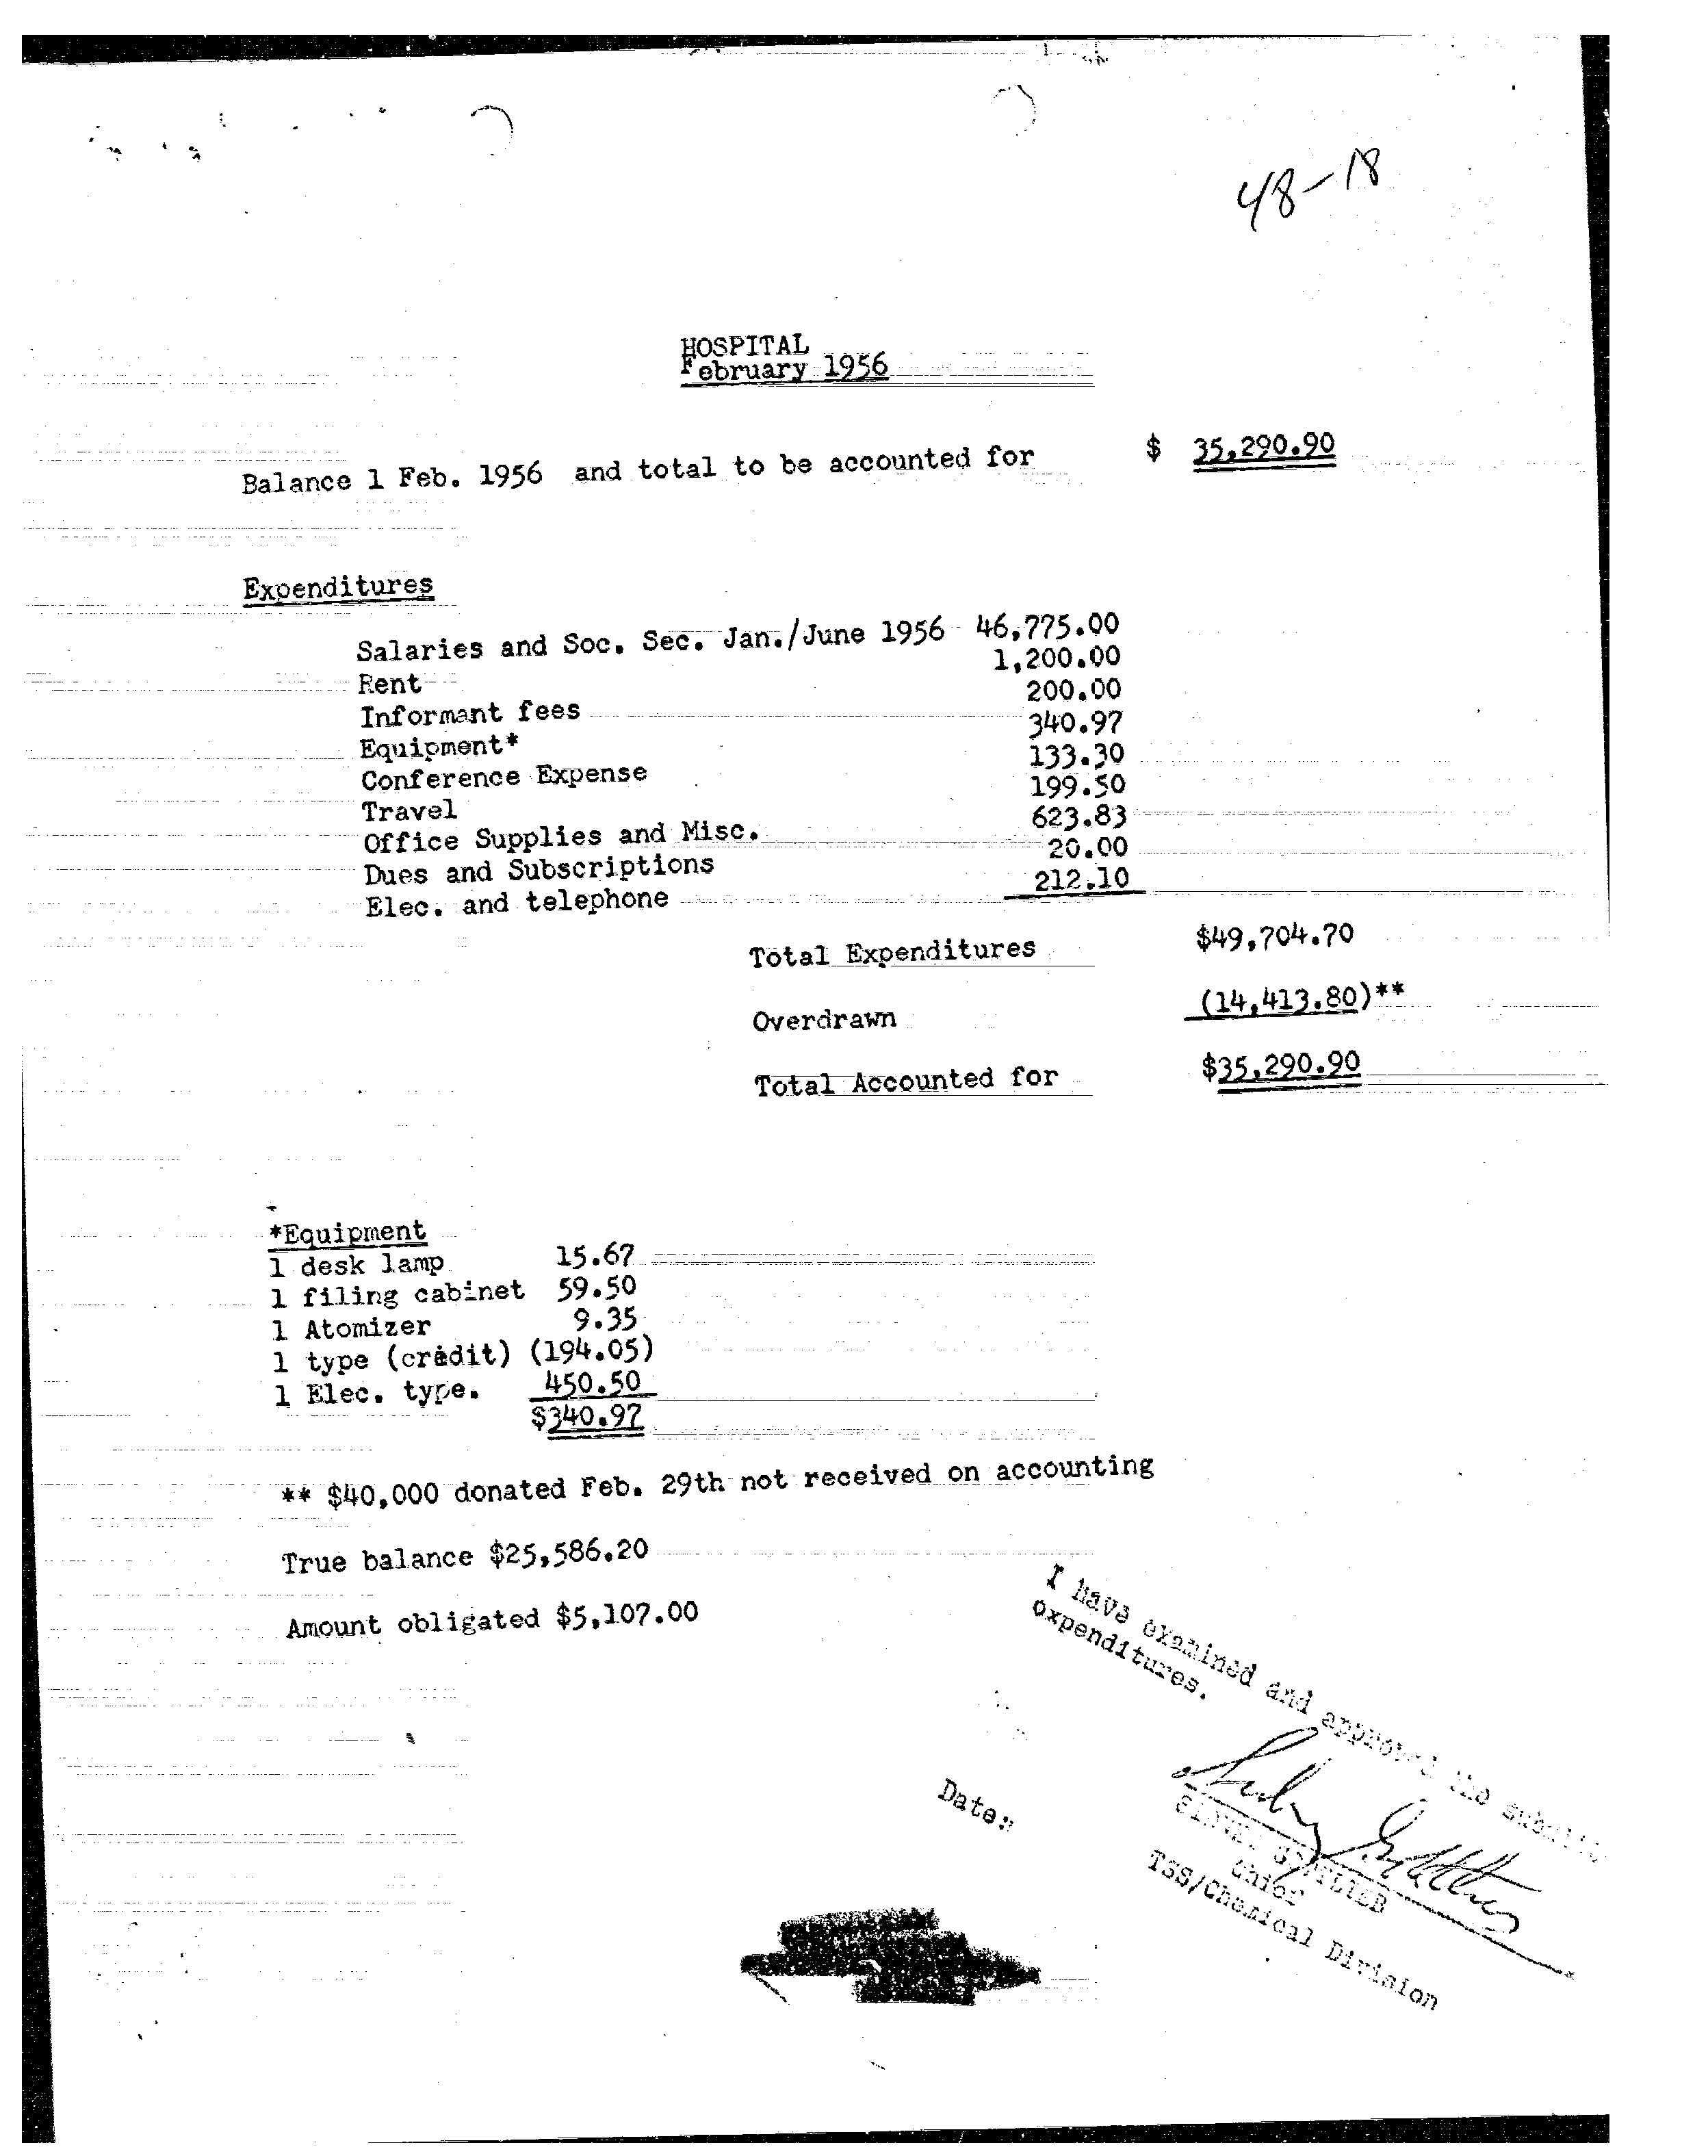 48-18
HOSPITAL
February 1956
Balance 1 Feb. 1956 and total to be accounted for $ 35,290.90
Expenditures
Salaries and Soc. Sec. Jan./June 1956 46,775.00
Rent 1,200.00
Informant fees 200.00
Equipment* 340.97
Conference Expense 133.30
Travel 199.50
Office Supplies and Misc. 623.83
Dues and Subscriptions 20.00
Elec. and telephone 212.10
Total Expenditures $49,704.70
Overdrawn (14,413.80)**
Total Accounted for $35,290.90
*Equipment
1 desk lamp 15.67
1 filing cabinet 59.50
1 Atomizer 9.35
1 type (credit) (194.05)
1 Elec. type. 450.50
$340.97
** $40,000 donated Feb. 29th not received on accounting
True balance $25,586.20
Amount obligated $5,107.00
I have examined and approved the
expenditures.
Date:
Sidney Gottlieb
SIDNEY GOTTLIEB
Chief
TSS/Chemical Division